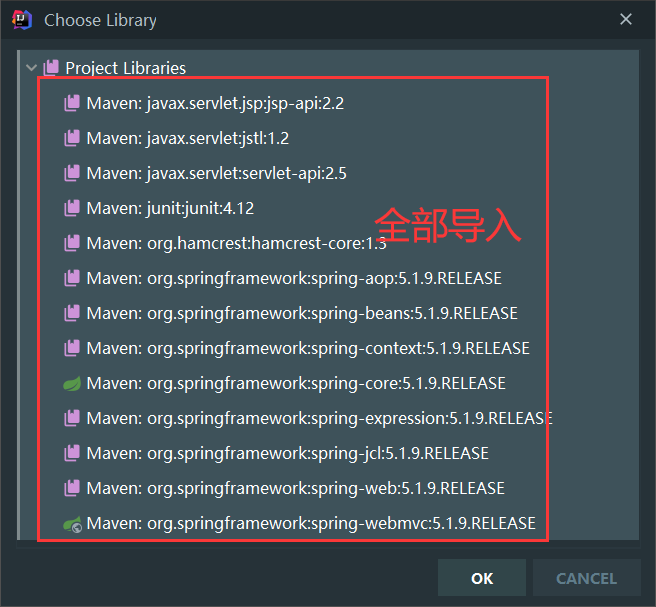 Choose Library
Project Libraries
Maven: javax.servlet.jsp:jsp-api:2.2
Maven: javax.servlet:jstl:1.2
Maven: javax.servlet:servlet-api:2.5
Maven: junit:junit:4.12
全部导入
Maven: org.hamcrest:hamcrest-core:1.3
Maven: org.springframework:spring-aop:5.1.9.RELEASE
Maven: org.springframework:spring-beans:5.1.9.RELEASE
Maven: org.springframework:spring-context:5.1.9.RELEASE
Maven: org.springframework:spring-core:5.1.9.RELEASE
Maven: org.springframework:spring-expression:5.1.9.RELEASE
Maven: org.springframework:spring-jcl:5.1.9.RELEASE
Maven: org.springframework:spring-web:5.1.9.RELEASE
Maven: org.springframework:spring-webmvc:5.1.9.RELEASE
OK
CANCEL